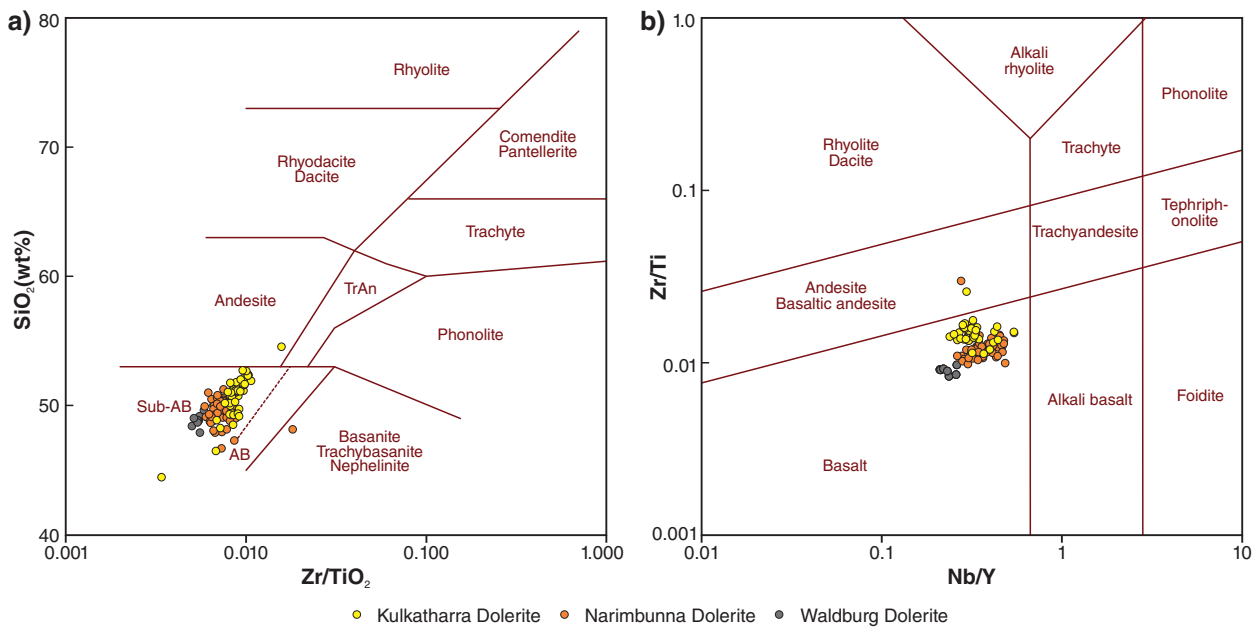 a)
80
70
60
50
40
SiO₂(wt%)
Rhyolite
Rhyodacite
Dacite
Comendite
Pantellerite
Trachyte
TrAn
Andesite
Phonolite
Sub-AB
AB
Basanite
Trachybasanite
Nephelinite
0.001
0.010
0.100
1.000
Zr/TiO₂
b)
1.0
0.1
0.01
0.001
Zr/Ti
Alkali
rhyolite
Phonolite
Rhyolite
Dacite
Trachyte
Tephriph-
onolite
Trachyandesite
Andesite
Basaltic andesite
Alkali basalt
Foidite
Basalt
0.01
0.1
1
10
Nb/Y
Kulkatharra Dolerite
Narimbunna Dolerite
Waldburg Dolerite